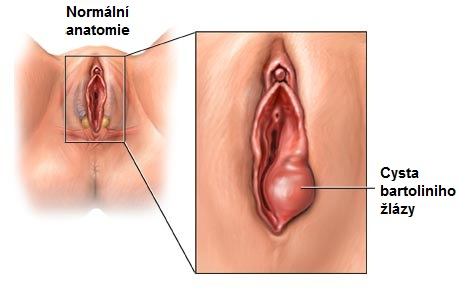 Normální
anatomie
Cysta
bartoliniho
žlázy